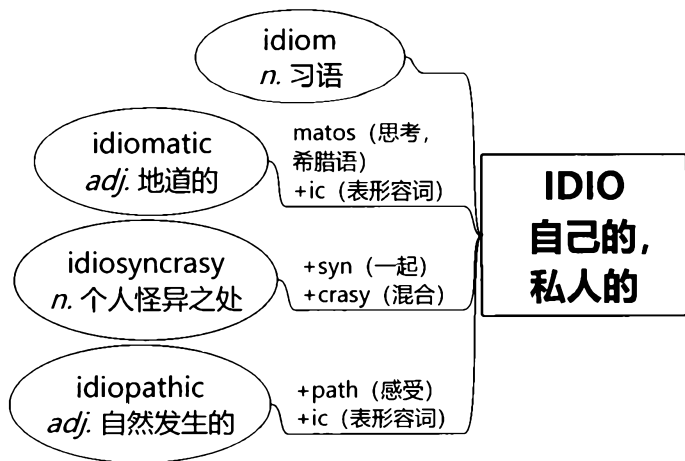 idiom
n. 习语
idiomatic
adj. 地道的
matos（思考，
希腊语）
+ic（表形容词）
idiosyncrasy
n. 个人怪异之处
+syn（一起）
+crasy（混合）
idiopathic
adj. 自然发生的
+path（感受）
+ic（表形容词）
IDIO
自己的，
私人的